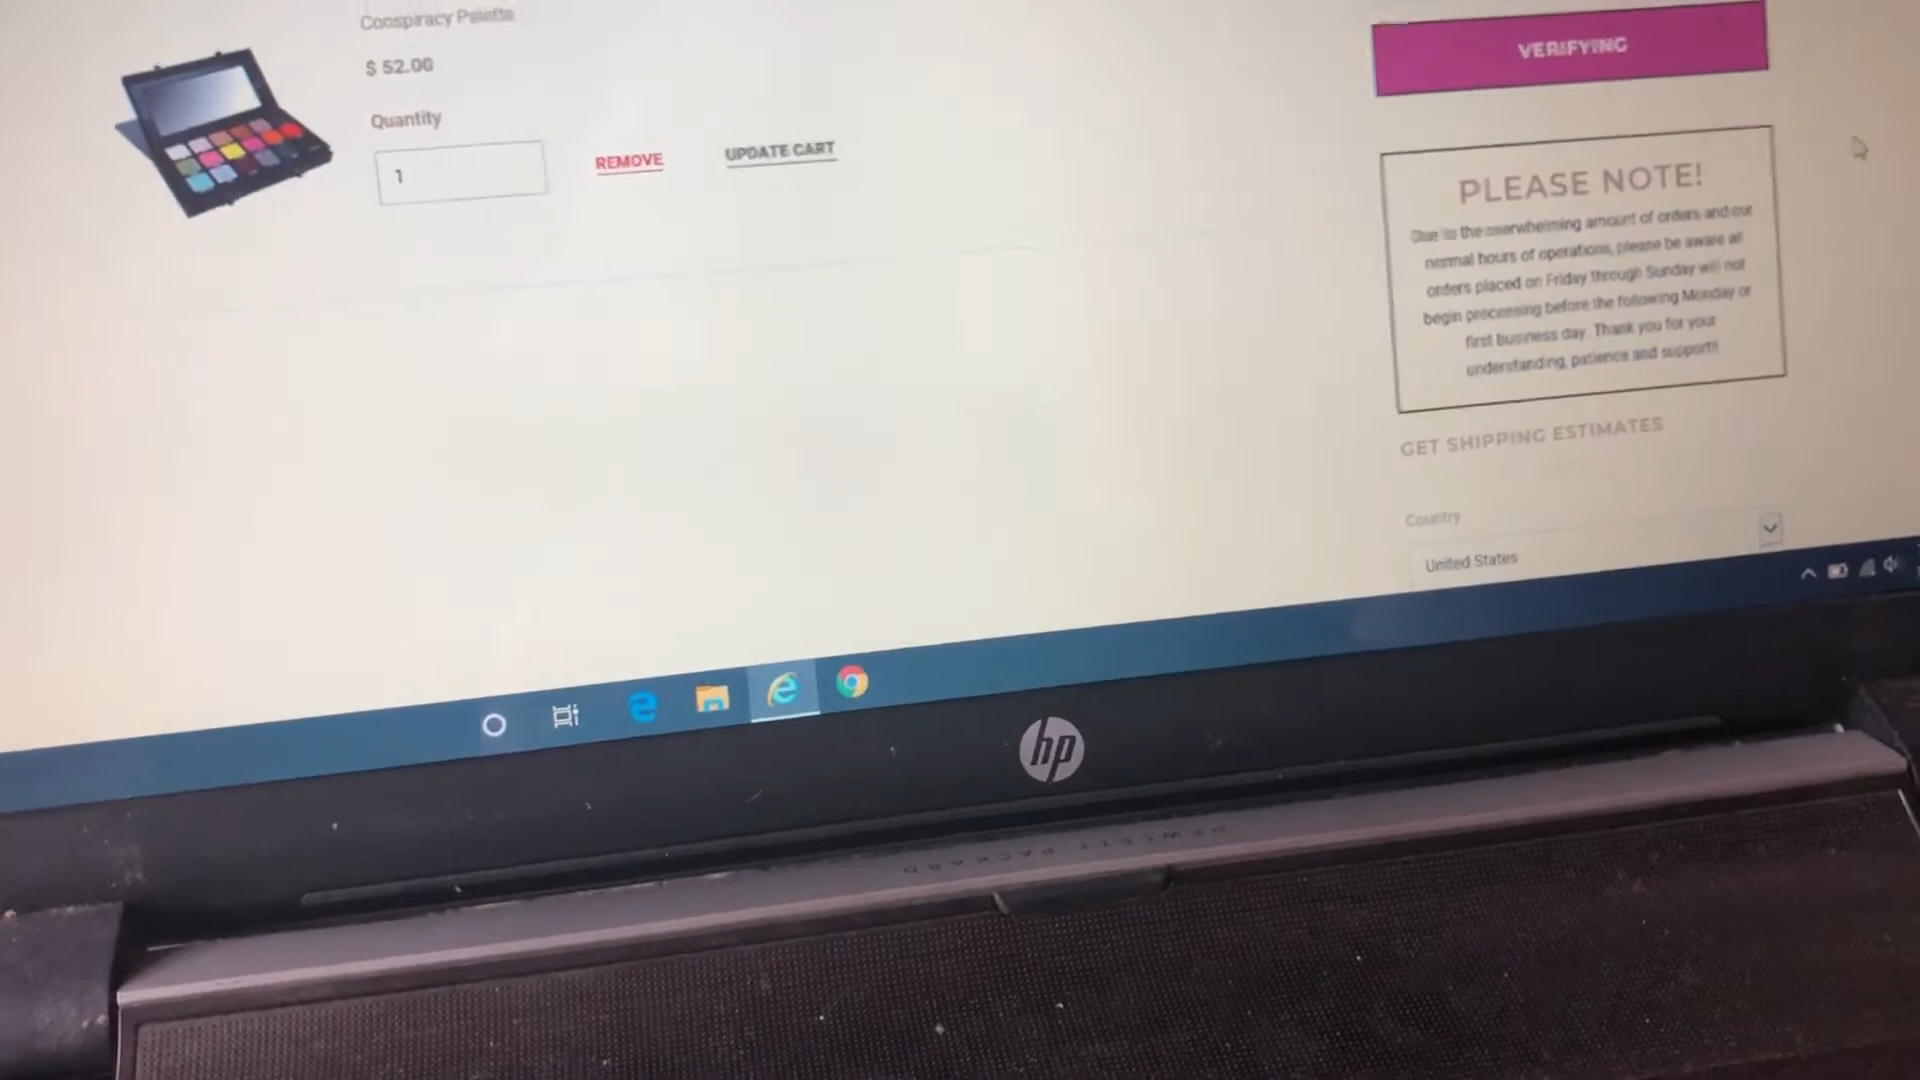 Conspiracy Palette
$ 52.00
Quantity
1
REMOVE
UPDATE CART
VERIFYING
PLEASE NOTE!
Due to the overwhelming amount of orders and our
normal hours of operations, please be aware all
orders placed on Friday through Sunday will not
begin processing before the following Monday or
first business day. Thank you for your
understanding, patience and support!!
GET SHIPPING ESTIMATES
Country
United States
hp
HEWLETT-PACKARD